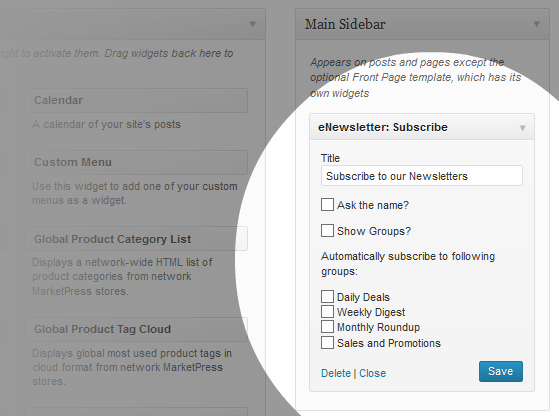 ight to activate them. Drag widgets back here to
Calendar
A calendar of your site's posts
Custom Menu
Use this widget to add one of your custom
menus as a widget.
Global Product Category List
Displays a network-wide HTML list of
product categories from network
MarketPress stores.
Global Product Tag Cloud
Displays global most used product tags in
cloud format from network MarketPress
stores.
Main Sidebar
Appears on posts and pages except the
optional Front Page template, which has its
own widgets
eNewsletter: Subscribe
Title
Subscribe to our Newsletters
Ask the name?
Show Groups?
Automatically subscribe to following
groups:
Daily Deals
Weekly Digest
Monthly Roundup
Sales and Promotions
Delete | Close
Save